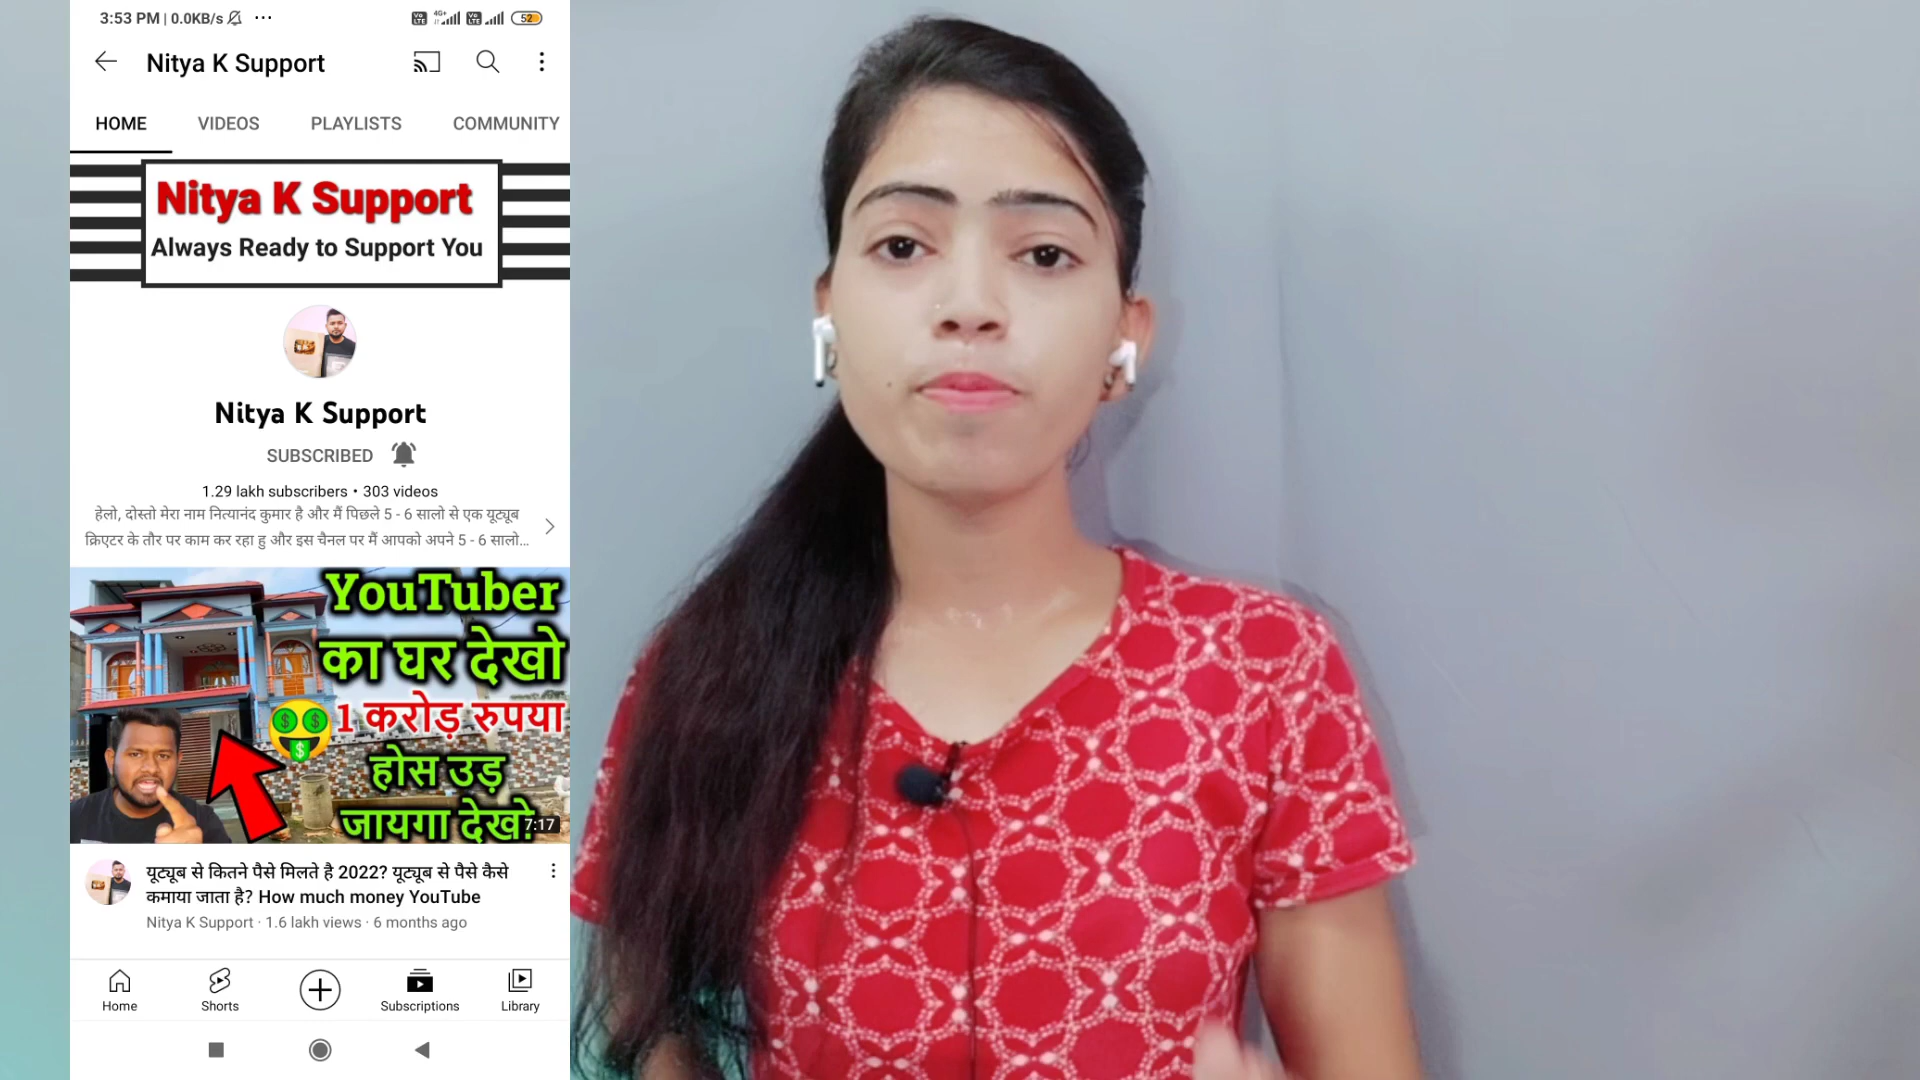 3:53 PM | 0.0KB/s
52
Nitya K Support
HOME VIDEOS PLAYLISTS COMMUNITY
Nitya K Support
Always Ready to Support You
Nitya K Support
SUBSCRIBED
1.29 lakh subscribers • 303 videos
हेलो, दोस्तो मेरा नाम नित्यानंद कुमार है और मैं पिछले 5 - 6 सालो से एक यूट्यूब
क्रिएटर के तौर पर काम कर रहा हु और इस चैनल पर मैं आपको अपने 5 - 6 सालो...
YouTuber
का घर देखो
1 करोड़ रुपया
होस उड़
जायगा देखो
7:17
यूट्यूब से कितने पैसे मिलते है 2022? यूट्यूब से पैसे कैसे
कमाया जाता है? How much money YouTube
Nitya K Support · 1.6 lakh views · 6 months ago
Home Shorts Subscriptions Library